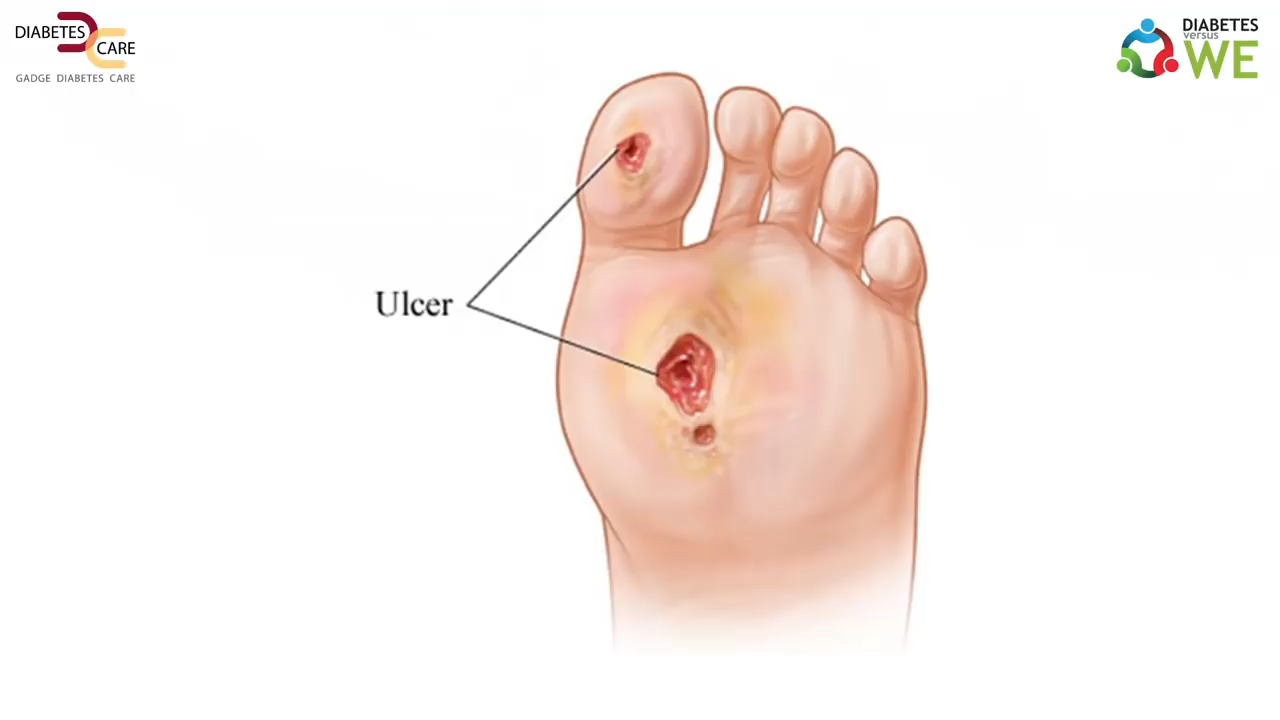 DIABETES
CARE
GADGE DIABETES CARE
DIABETES
versus
WE
Ulcer